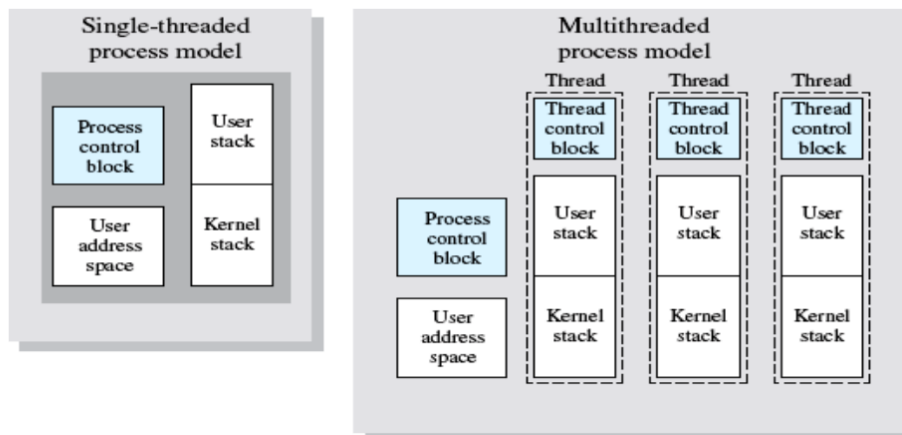 Single-threaded
process model
Process
control
block
User
stack
User
address
space
Kernel
stack
Multithreaded
process model
Thread
Thread
Thread
Thread
control
block
Thread
control
block
Thread
control
block
Process
control
block
User
stack
User
stack
User
stack
User
address
space
Kernel
stack
Kernel
stack
Kernel
stack